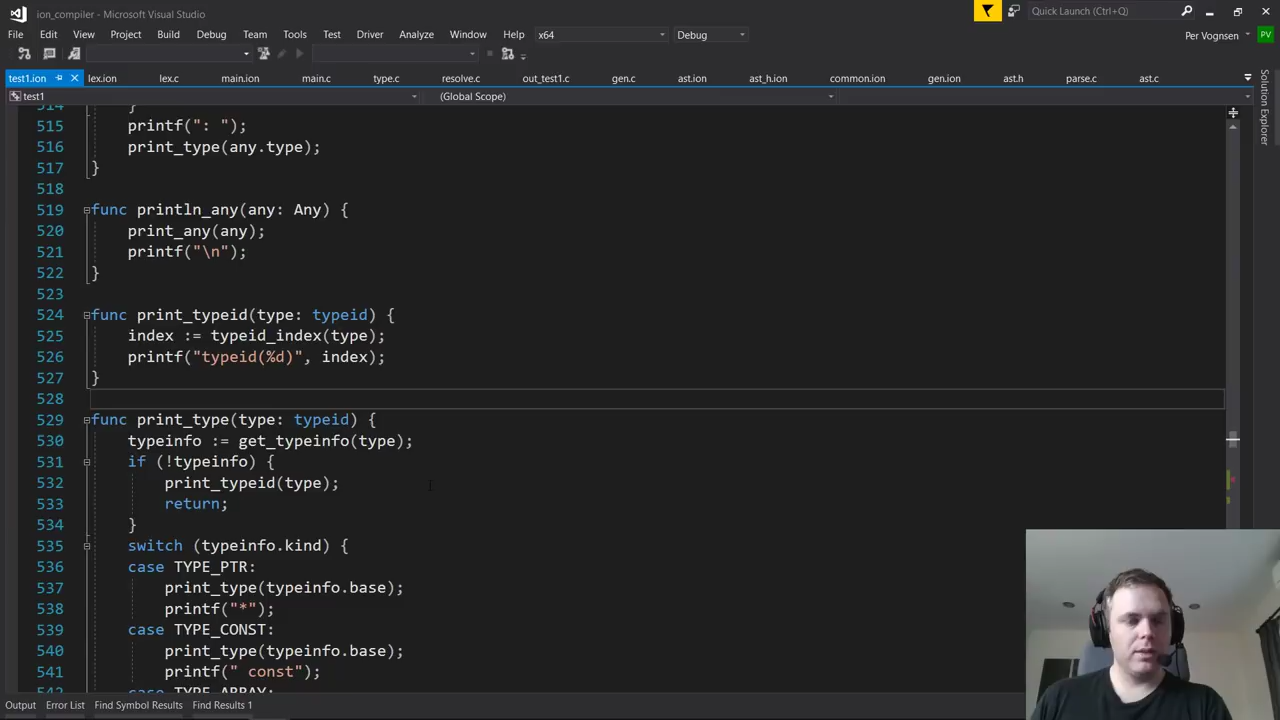 ion_compiler - Microsoft Visual Studio
Quick Launch (Ctrl+Q)
File Edit View Project Build Debug Team Tools Test Driver Analyze Window Help x64 Debug Per Vognsen PV
test1.ion lex.ion lex.c main.ion main.c type.c resolve.c out_test1.c gen.c ast.ion ast_h.ion common.ion gen.ion ast.h parse.c ast.c
test1 (Global Scope)
Solution Explorer
514 }
515 printf(": ");
516 print_type(any.type);
517 }
518
519 func println_any(any: Any) {
520 print_any(any);
521 printf("\n");
522 }
523
524 func print_typeid(type: typeid) {
525 index := typeid_index(type);
526 printf("typeid(%d)", index);
527 }
528
529 func print_type(type: typeid) {
530 typeinfo := get_typeinfo(type);
531 if (!typeinfo) {
532 print_typeid(type);
533 return;
534 }
535 switch (typeinfo.kind) {
536 case TYPE_PTR:
537 print_type(typeinfo.base);
538 printf("*");
539 case TYPE_CONST:
540 print_type(typeinfo.base);
541 printf(" const");
542 case TYPE_ARRAY:
Output Error List Find Symbol Results Find Results 1